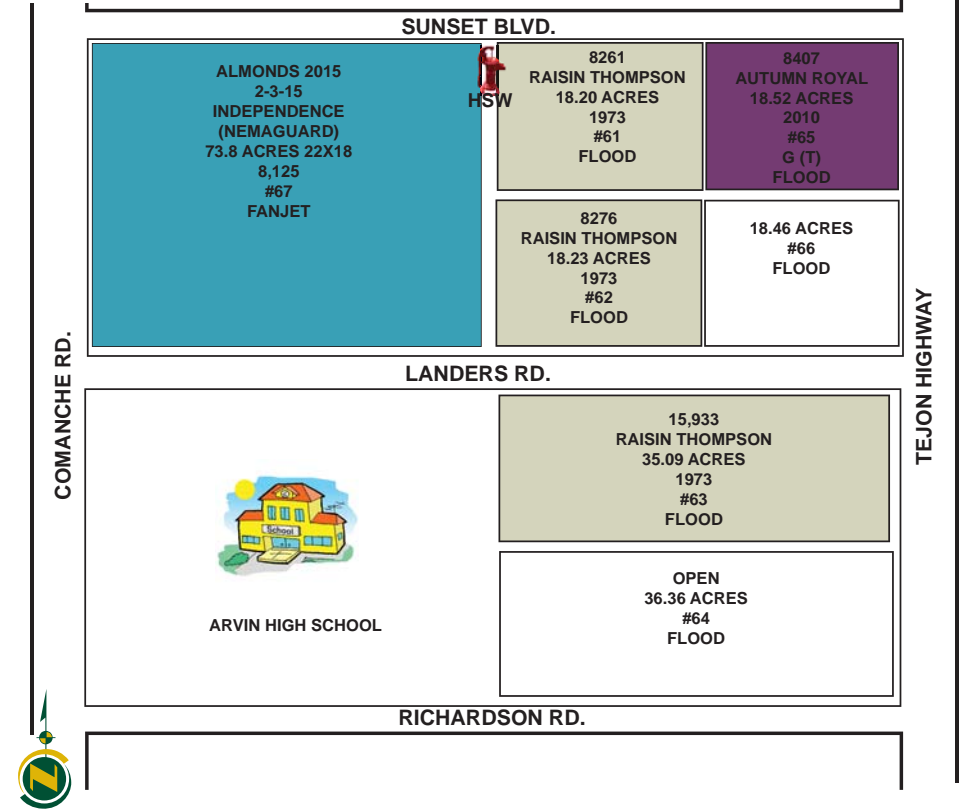 SUNSET BLVD.
ALMONDS 2015
2-3-15
INDEPENDENCE
(NEMAGUARD)
73.8 ACRES 22X18
8,125
#67
FANJET
HSW
8261
RAISIN THOMPSON
18.20 ACRES
1973
#61
FLOOD
8407
AUTUMN ROYAL
18.52 ACRES
2010
#65
G (T)
FLOOD
8276
RAISIN THOMPSON
18.23 ACRES
1973
#62
FLOOD
18.46 ACRES
#66
FLOOD
COMANCHE RD.
TEJON HIGHWAY
LANDERS RD.
School
ARVIN HIGH SCHOOL
15,933
RAISIN THOMPSON
35.09 ACRES
1973
#63
FLOOD
OPEN
36.36 ACRES
#64
FLOOD
RICHARDSON RD.
N